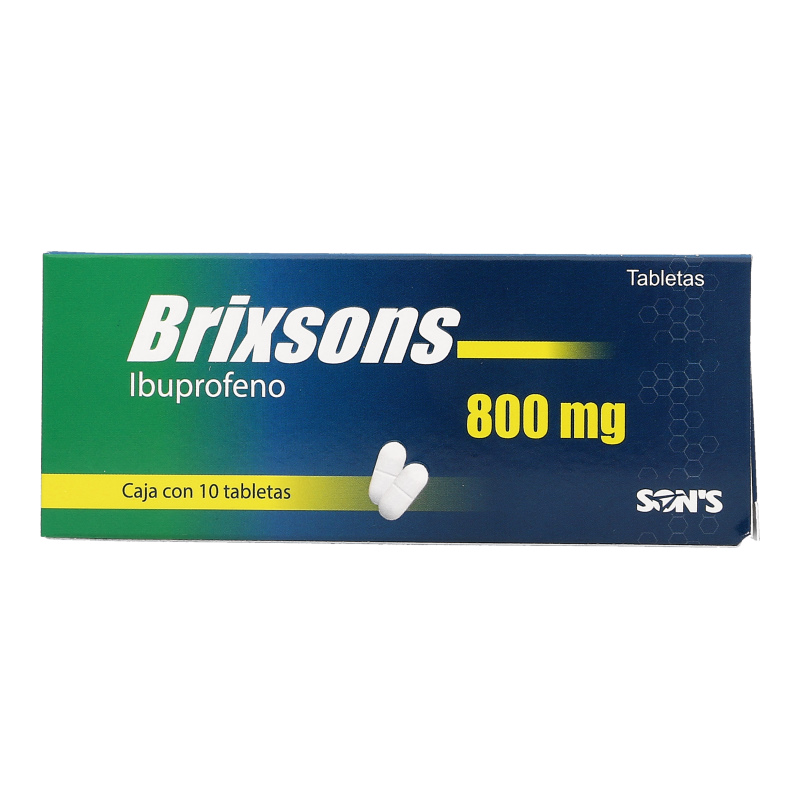 Tabletas
Brixsons
Ibuprofeno
800 mg
Caja con 10 tabletas
SON'S